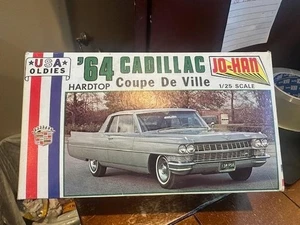 USA
OLDIES
'64 CADILLAC
JO-HAN
HARDTOP Coupe De Ville
1/25 SCALE